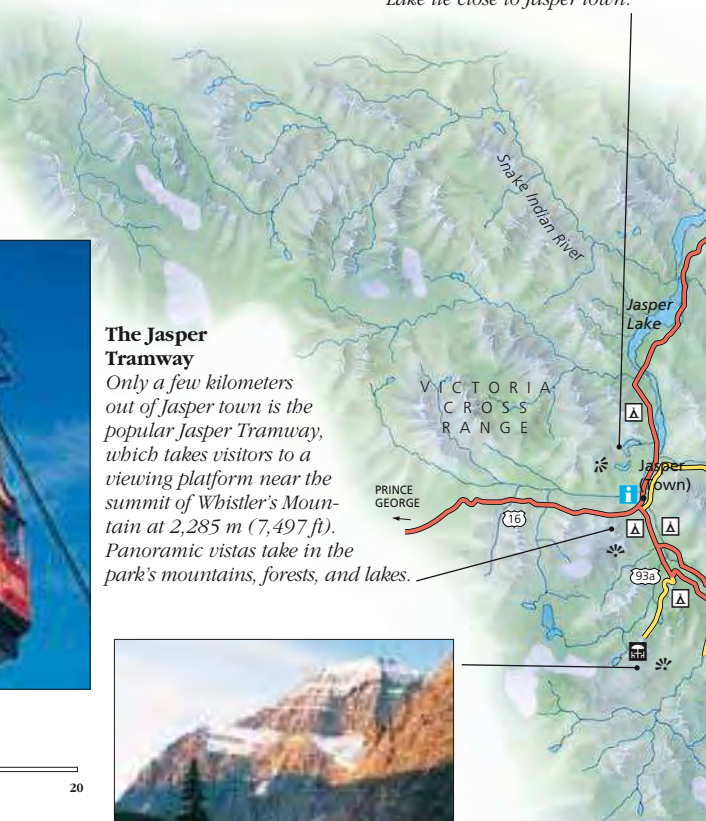 Lake lie close to Jasper town.
Snake Indian River
Jasper
Lake
The Jasper
Tramway
Only a few kilometers
out of Jasper town is the
popular Jasper Tramway,
which takes visitors to a
viewing platform near the
summit of Whistler's Moun-
tain at 2,285 m (7,497 ft).
Panoramic vistas take in the
park's mountains, forests, and lakes.
VICTORIA
CROSS
RANGE
Jasper
(Town)
PRINCE
GEORGE
16
93a
20